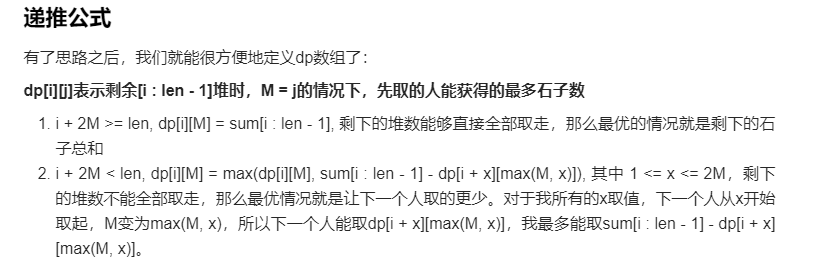 递推公式
有了思路之后，我们就能很方便地定义dp数组了：
dp[i][j]表示剩余[i : len - 1]堆时，M = j的情况下，先取的人能获得的最多石子数
1. i + 2M >= len, dp[i][M] = sum[i : len - 1], 剩下的堆数能够直接全部取走，那么最优的情况就是剩下的石
子总和
2. i + 2M < len, dp[i][M] = max(dp[i][M], sum[i : len - 1] - dp[i + x][max(M, x)]), 其中 1 <= x <= 2M，剩下
的堆数不能全部取走，那么最优情况就是让下一个人取的更少。对于我所有的x取值，下一个人从x开始
取起，M变为max(M, x)，所以下一个人能取dp[i + x][max(M, x)]，我最多能取sum[i : len - 1] - dp[i + x]
[max(M, x)]。